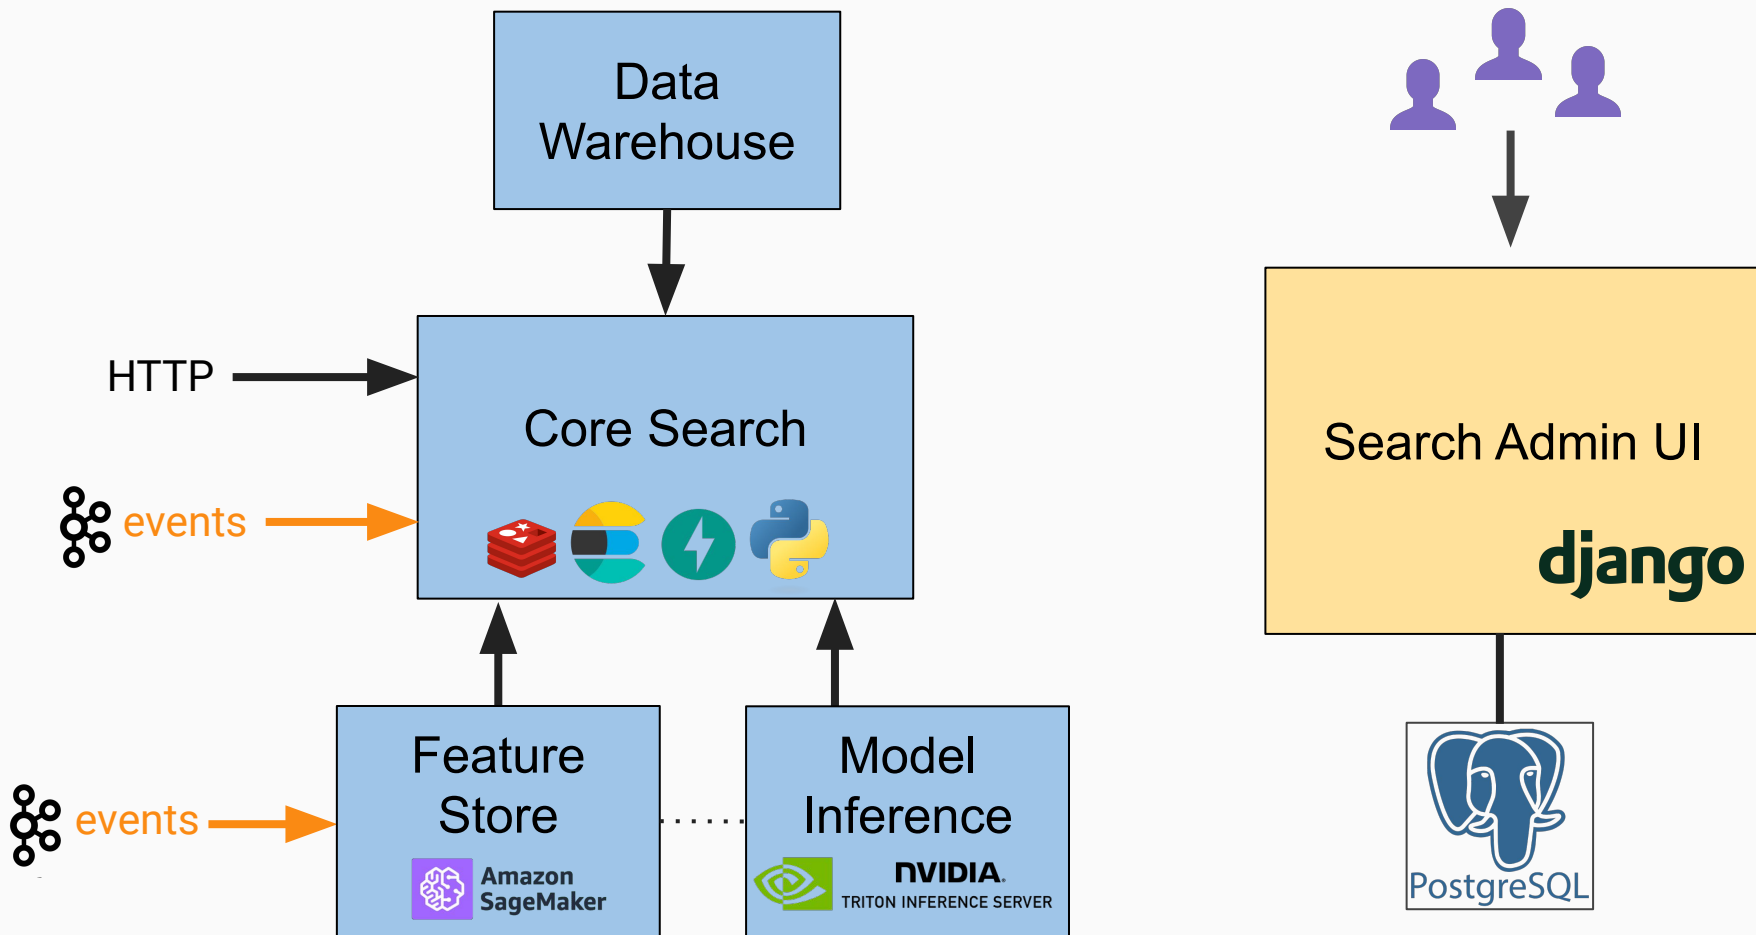 Data
Warehouse
HTTP
Core Search
events
Search Admin UI
django
Feature
Store
events
Amazon
SageMaker
Model
Inference
NVIDIA.
TRITON INFERENCE SERVER
PostgreSQL